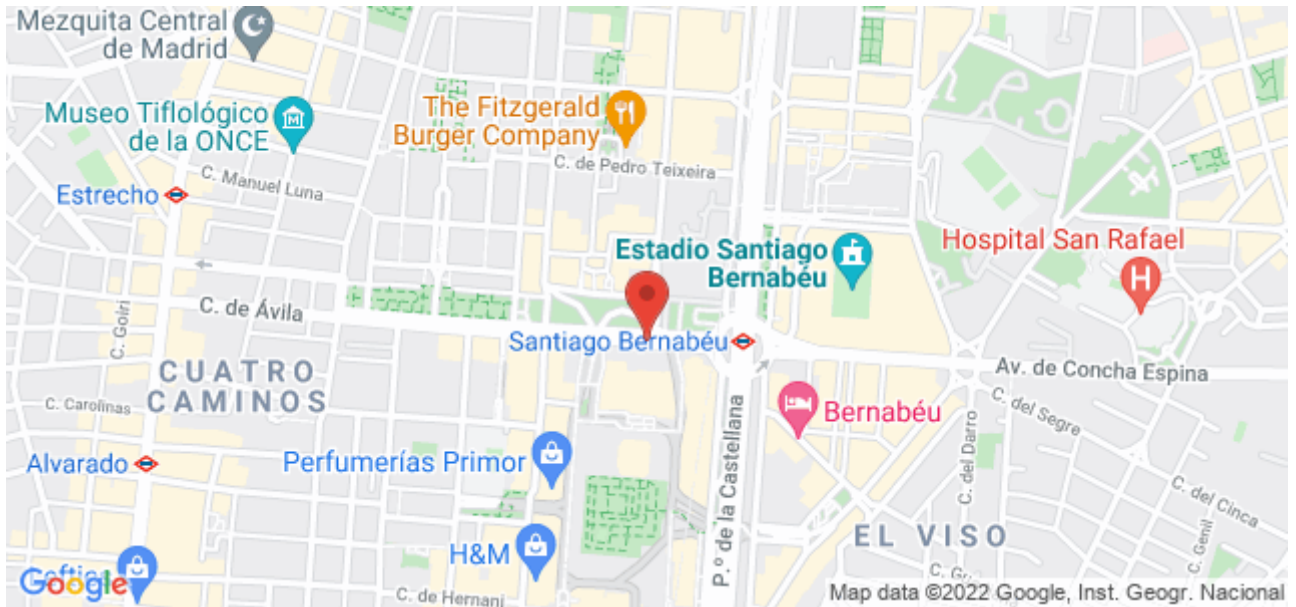 Mezquita Central
de Madrid
Museo Tiflológico
de la ONCE
The Fitzgerald
Burger Company
C. de Pedro Teixeira
C. Manuel Luna
Estrecho
Estadio Santiago
Bernabéu
Hospital San Rafael
H
C. de Ávila
C. Goiri
Santiago Bernabéu
Av. de Concha Espina
CUATRO
CAMINOS
C. Carolinas
Bernabéu
C. del Segre
P.º de la Castellana
C. del Darro
Alvarado
Perfumerías Primor
C. del Cinca
EL VISO
C. Genil
H&M
Google
C. de Hernani
Map data ©2022 Google, Inst. Geogr. Nacional